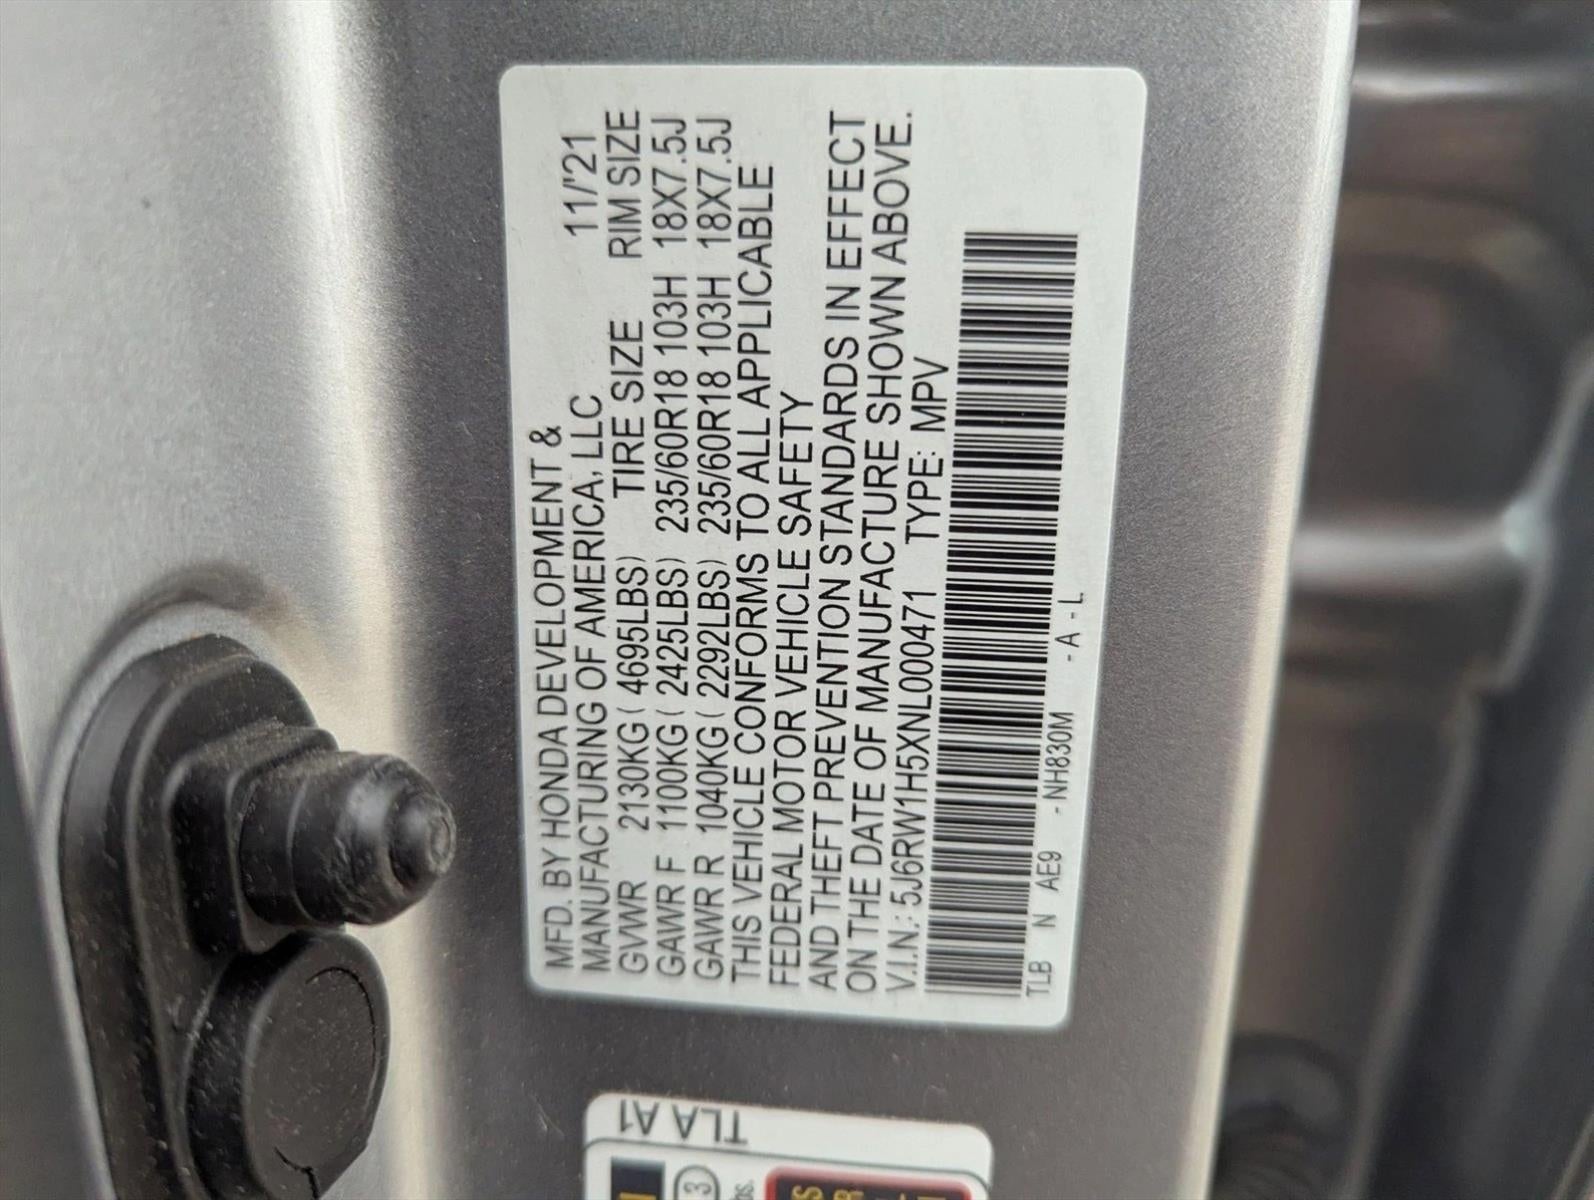 MFD. BY HONDA DEVELOPMENT &
MANUFACTURING OF AMERICA, LLC 11/'21
GVWR 2130KG ( 4695LBS) TIRE SIZE RIM SIZE
GAWR F 1100KG ( 2425LBS) 235/60R18 103H 18X7.5J
GAWR R 1040KG ( 2292LBS) 235/60R18 103H 18X7.5J
THIS VEHICLE CONFORMS TO ALL APPLICABLE
FEDERAL MOTOR VEHICLE SAFETY
AND THEFT PREVENTION STANDARDS IN EFFECT
ON THE DATE OF MANUFACTURE SHOWN ABOVE.
V.I.N.: 5J6RW1H5XNL000471 TYPE: MPV
TLB N AE9 - NH830M - A - L
TLA A1
3